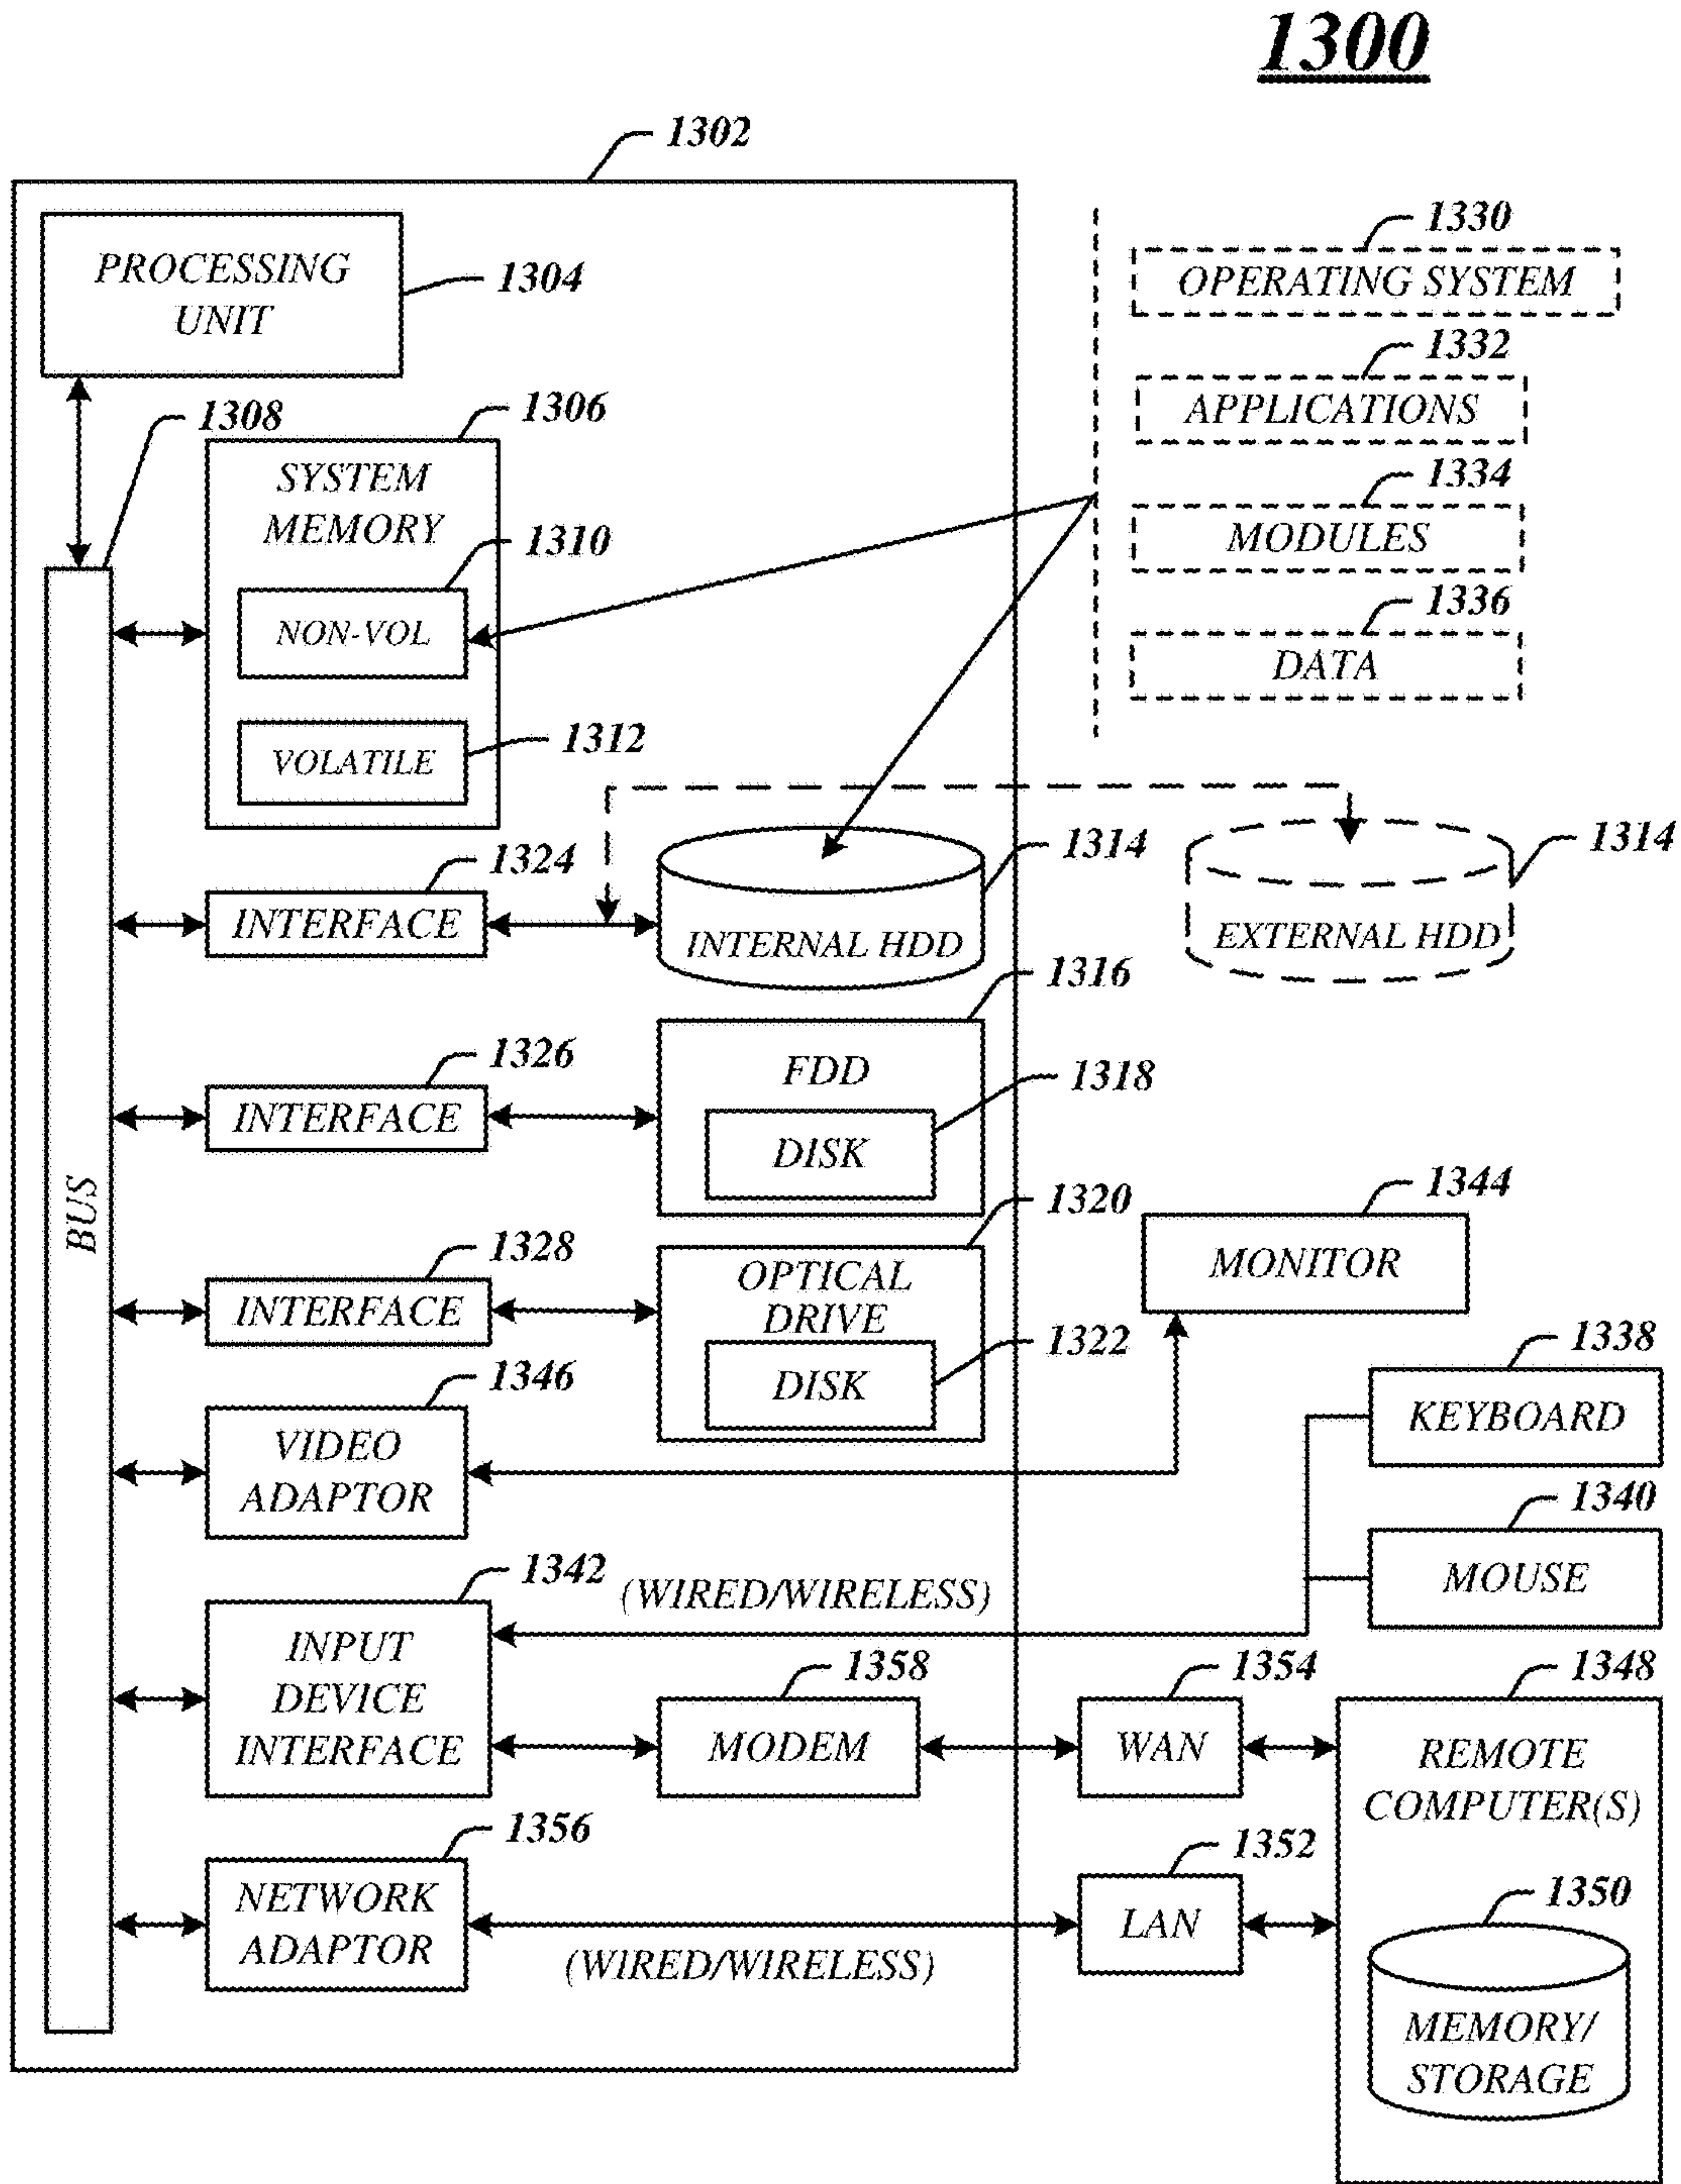 1300
1302
PROCESSING
UNIT
1304
1308
1306
SYSTEM
MEMORY
1310
NON-VOL
1312
VOLATILE
1330
OPERATING SYSTEM
1332
APPLICATIONS
1334
MODULES
1336
DATA
1324
INTERFACE
1314
INTERNAL HDD
1314
EXTERNAL HDD
1316
1326
INTERFACE
FDD
1318
DISK
BUS
1320
1328
INTERFACE
OPTICAL
DRIVE
1322
DISK
1344
MONITOR
1346
VIDEO
ADAPTOR
1338
KEYBOARD
1340
MOUSE
1342
(WIRED/WIRELESS)
INPUT
DEVICE
INTERFACE
1358
MODEM
1354
WAN
1348
REMOTE
COMPUTER(S)
1356
NETWORK
ADAPTOR
(WIRED/WIRELESS)
1352
LAN
1350
MEMORY/
STORAGE